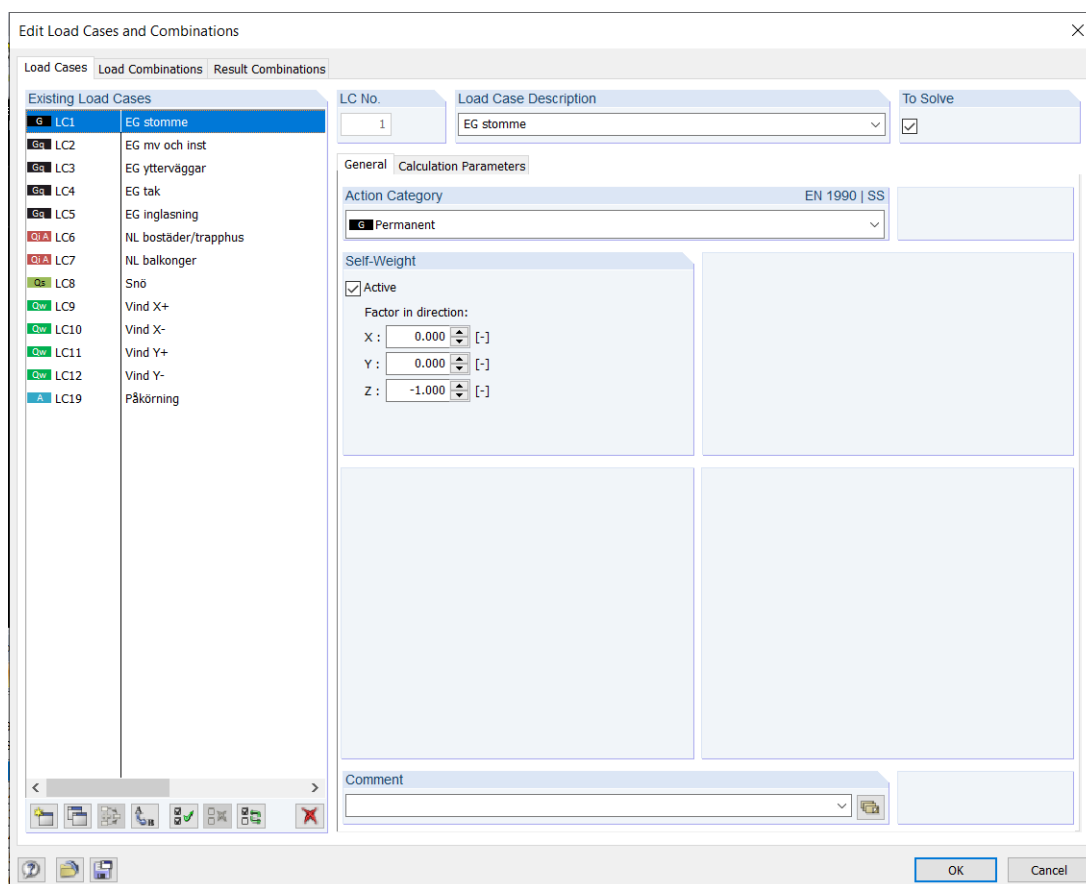 Edit Load Cases and Combinations
Load Cases Load Combinations Result Combinations
Existing Load Cases
G LC1 EG stomme
Gq LC2 EG mv och inst
Gq LC3 EG ytterväggar
Gq LC4 EG tak
Gq LC5 EG inglasning
Qi A LC6 NL bostäder/trapphus
Qi A LC7 NL balkonger
Qs LC8 Snö
Qw LC9 Vind X+
Qw LC10 Vind X-
Qw LC11 Vind Y+
Qw LC12 Vind Y-
A LC19 Påkörning
LC No.
1
Load Case Description
EG stomme
To Solve
General Calculation Parameters
Action Category EN 1990 | SS
G Permanent
Self-Weight
Active
Factor in direction:
X : 0.000 [-]
Y : 0.000 [-]
Z : -1.000 [-]
Comment
OK Cancel